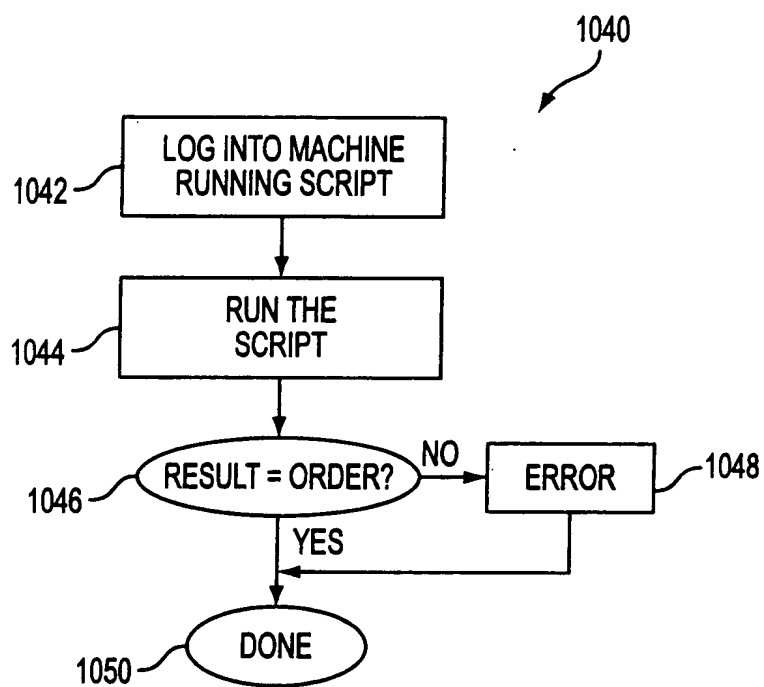 1040
LOG INTO MACHINE
RUNNING SCRIPT
1042
RUN THE
SCRIPT
1044
RESULT = ORDER?
NO
ERROR
1048
1046
YES
DONE
1050